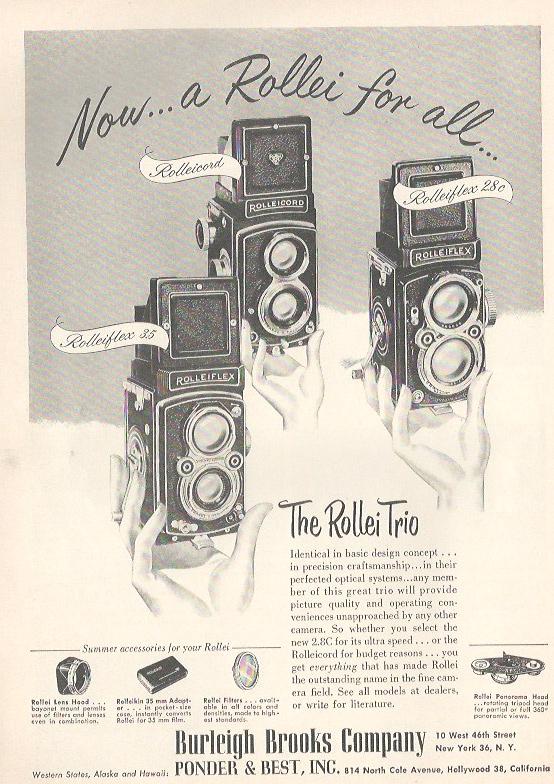 Now...a Rollei for all...
Rolleicord
Rolleiflex 28c
ROLLEICORD
ROLLEIFLEX
Rolleiflex 35
ROLLEIFLEX
The Rollei Trio
Identical in basic design concept . . .
in precision craftsmanship...in their
perfected optical systems...any mem-
ber of this great trio will provide
picture quality and operating con-
veniences unapproached by any other
camera. So whether you select the
new 2.8C for its ultra speed . . . or the
Rolleicord for budget reasons . . . you
get everything that has made Rollei
the outstanding name in the fine cam-
era field. See all models at dealers,
or write for literature.
Summer accessories for your Rollei
Rollei Lens Hood . . .
bayonet mount permits
use of filters and lenses
even in combination.
Rolleikin 35 mm Adapt-
er . . . in pocket-size
case, instantly converts
Rollei for 35 mm film.
Rollei Filters . . . avail-
able in all colors and
densities, made to high-
est standards.
Rollei Panorama Head
...rotating tripod head
for partial or full 360°
panoramic views.
Burleigh Brooks Company
10 West 46th Street
New York 36, N. Y.
Western States, Alaska and Hawaii: PONDER & BEST, INC. 814 North Cole Avenue, Hollywood 38, California